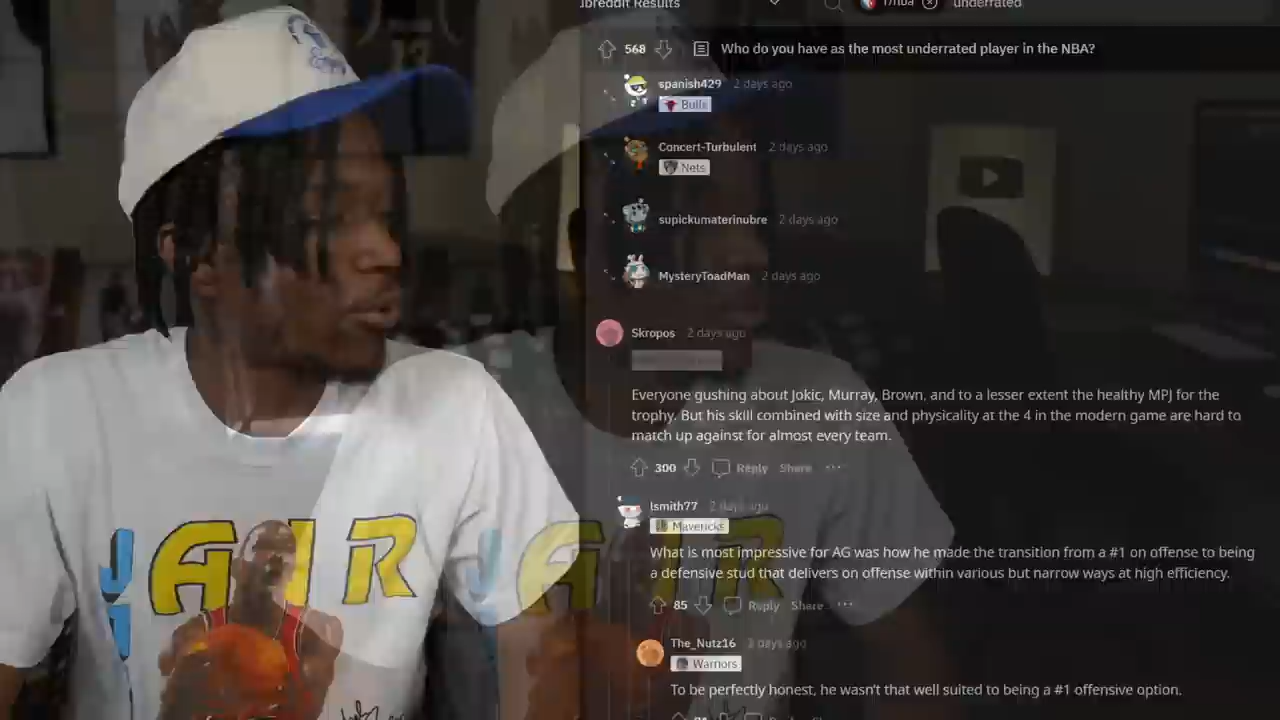 underrated
568
Who do you have as the most underrated player in the NBA?
spanish429 2 days ago
Bulls
Concert-Turbulent 2 days ago
Nets
supickumaterinubre 2 days ago
MysteryToadMan 2 days ago
Skropos 2 days ago
Everyone gushing about Jokic, Murray, Brown, and to a lesser extent the healthy MPJ for the
trophy. But his skill combined with size and physicality at the 4 in the modern game are hard to
match up against for almost every team.
300 Reply Share ...
lsmith77 2 days ago
Mavericks
What is most impressive for AG was how he made the transition from a #1 on offense to being
a defensive stud that delivers on offense within various but narrow ways at high efficiency.
85 Reply Share ...
The_Nutz16 2 days ago
Warriors
To be perfectly honest, he wasn't that well suited to being a #1 offensive option.
AIR